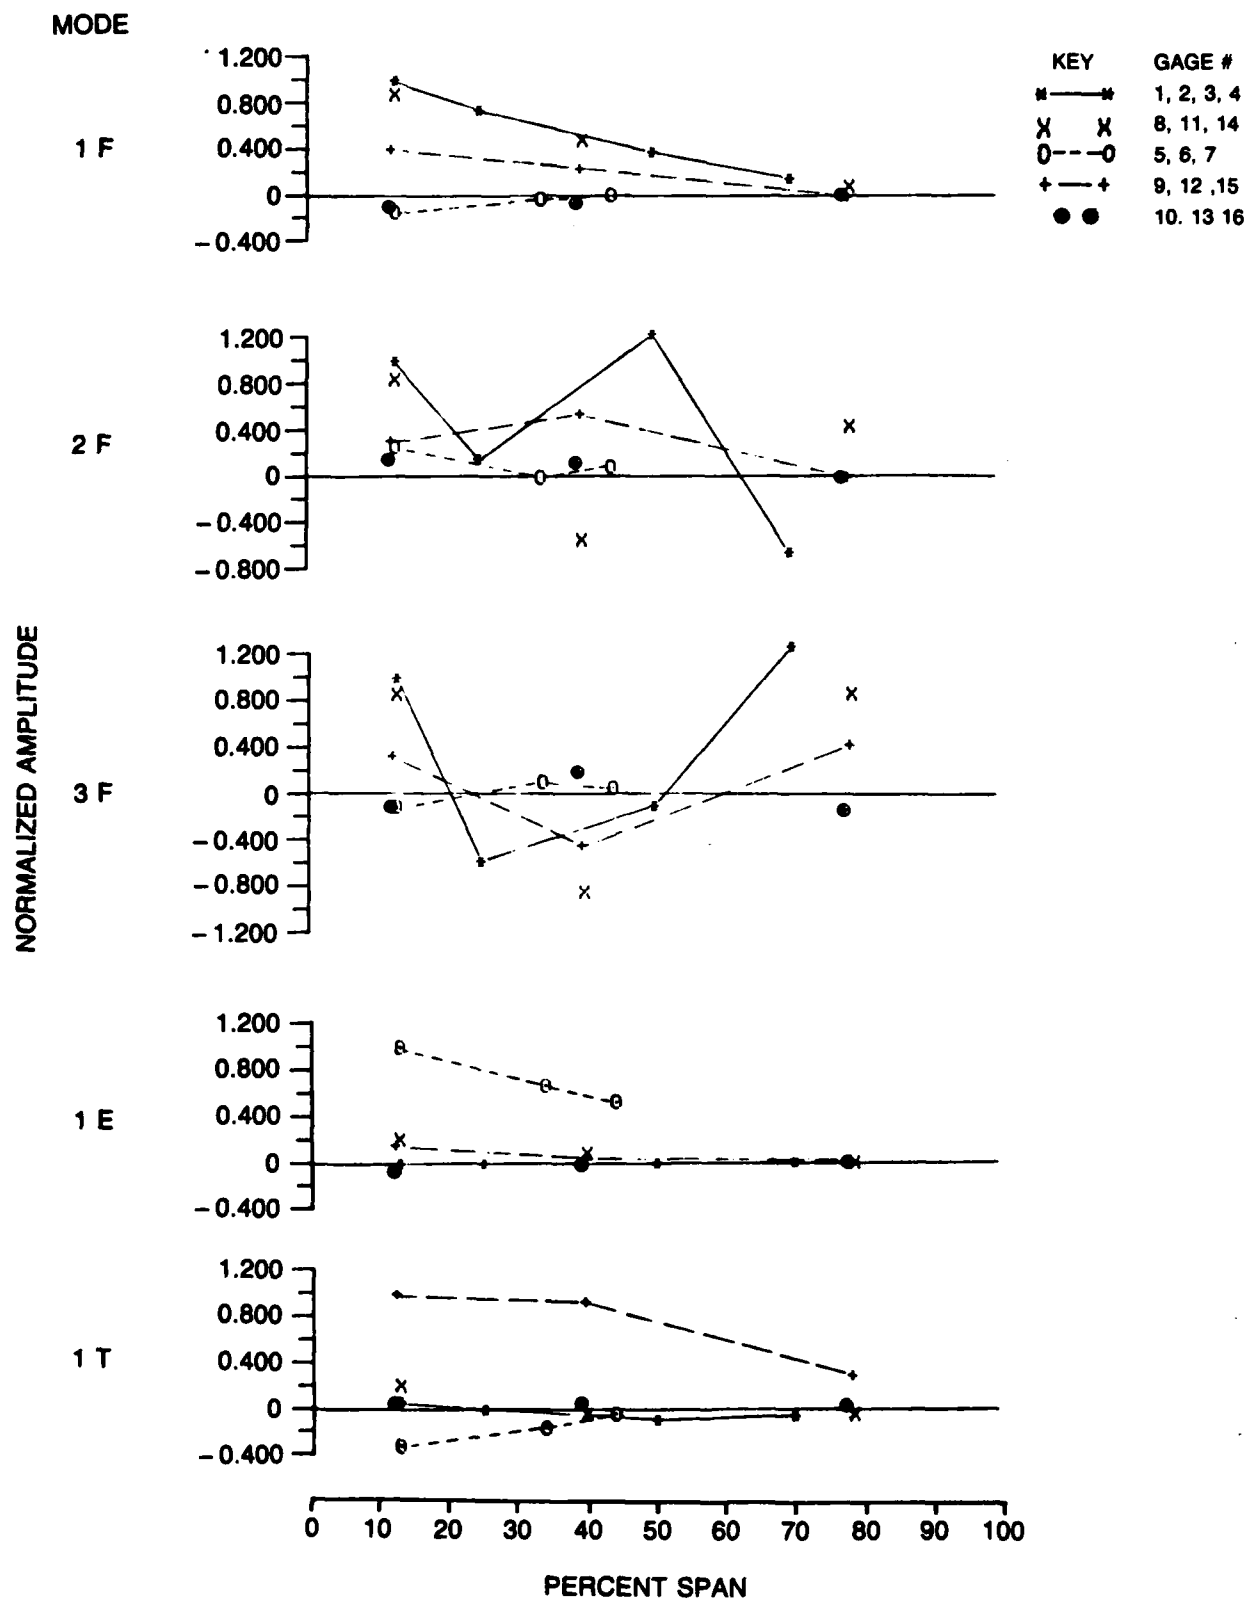 MODE
KEY GAGE #
1, 2, 3, 4
X X 8, 11, 14
0---0 5, 6, 7
+ — + 9, 12 ,15
● ● 10. 13 16
NORMALIZED AMPLITUDE
1 F
1.200
0.800
0.400
0
-0.400
2 F
1.200
0.800
0.400
0
-0.400
-0.800
3 F
1.200
0.800
0.400
0
-0.400
-0.800
-1.200
1 E
1.200
0.800
0.400
0
-0.400
1 T
1.200
0.800
0.400
0
-0.400
0 10 20 30 40 50 60 70 80 90 100
PERCENT SPAN